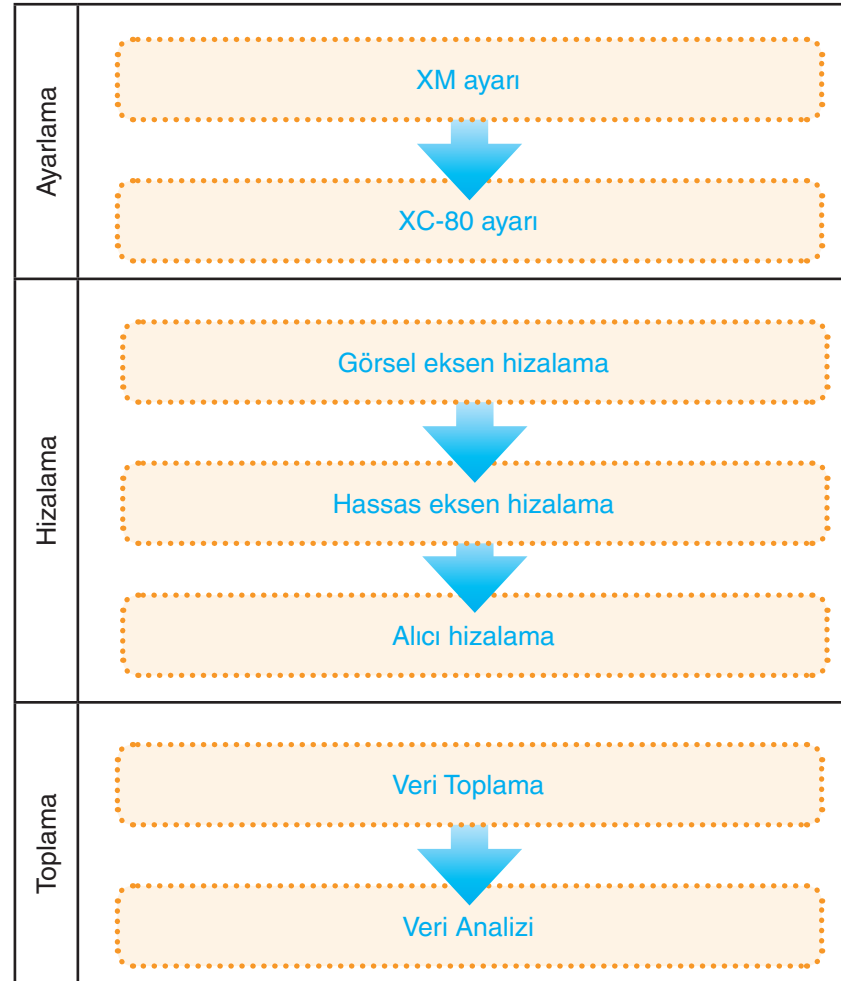 Ayarlama
XM ayarı
XC-80 ayarı
Hizalama
Görsel eksen hizalama
Hassas eksen hizalama
Alıcı hizalama
Toplama
Veri Toplama
Veri Analizi